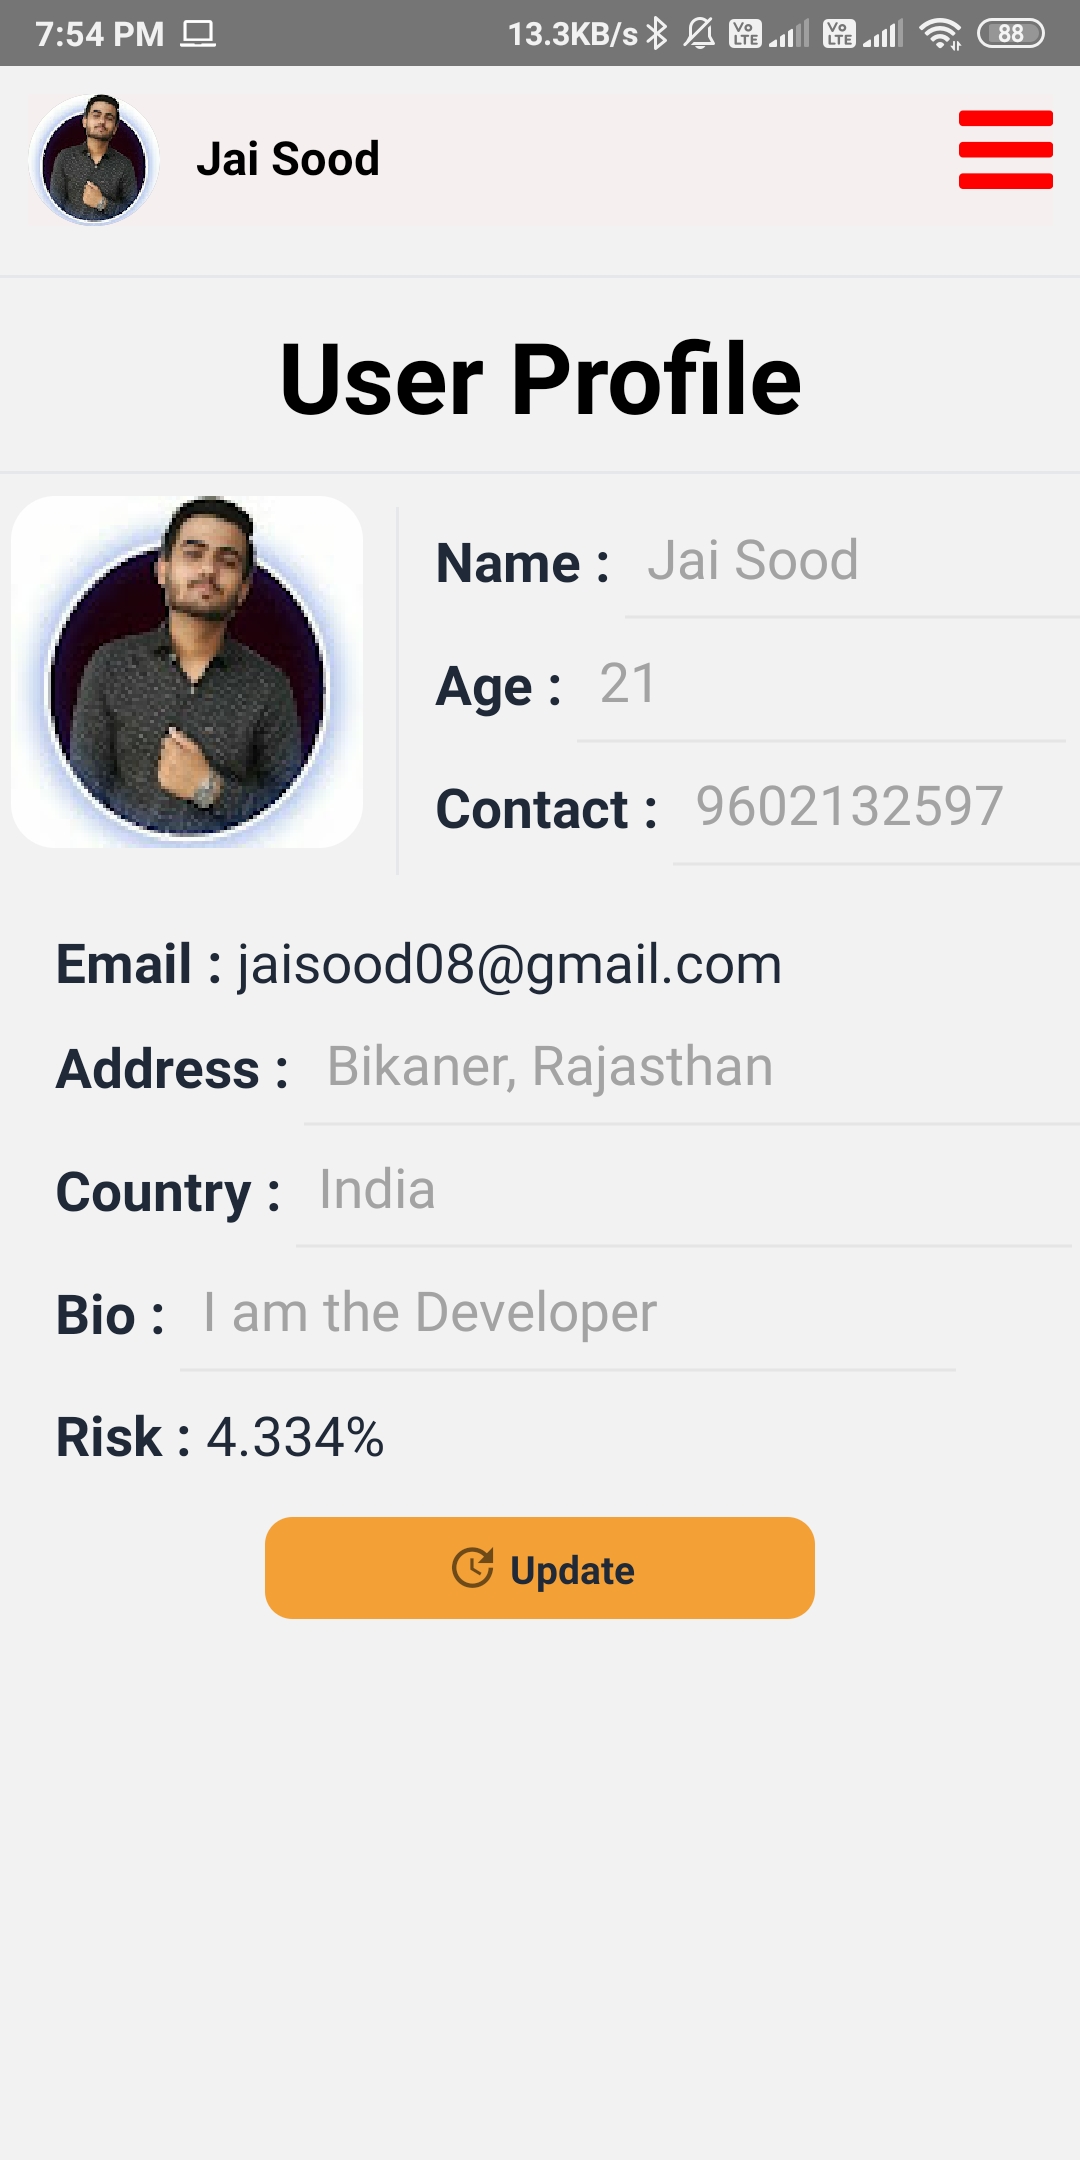 7:54 PM 13.3KB/s Vo LTE Vo LTE 88
Jai Sood
User Profile
Name : Jai Sood
Age : 21
Contact : 9602132597
Email : jaisood08@gmail.com
Address : Bikaner, Rajasthan
Country : India
Bio : I am the Developer
Risk : 4.334%
Update